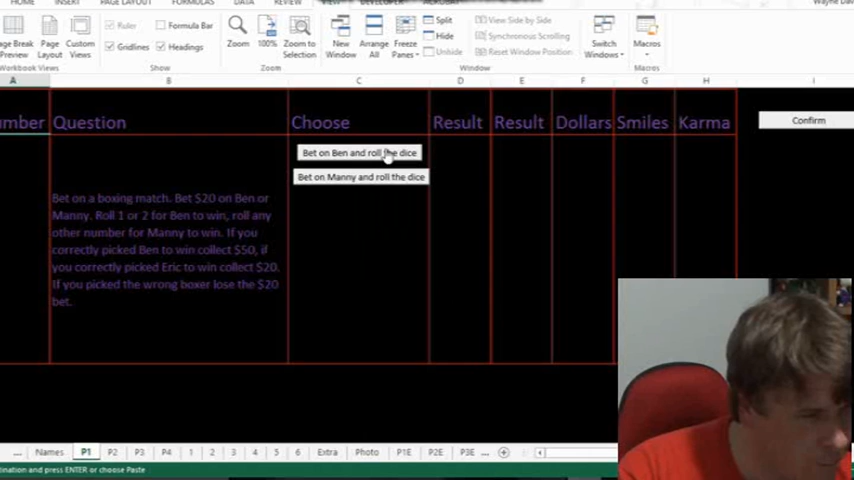 PAGE LAYOUT FORMULAS DATA REVIEW VIEW DEVELOPER ACROBAT
Ruler Formula Bar
Gridlines Headings
Page Break Preview
Page Layout
Custom Views
Zoom
100%
Zoom to Selection
New Window
Arrange All
Freeze Panes
Split
Hide
Unhide
View Side by Side
Synchronous Scrolling
Reset Window Position
Switch Windows
Macros
Workbook Views Show Zoom Window Macros
A B C D E F G H I
umber Question Choose Result Result Dollars Smiles Karma
Confirm
Bet on Ben and roll the dice
Bet on Manny and roll the dice
Bet on a boxing match. Bet $20 on Ben or
Manny. Roll 1 or 2 for Ben to win, roll any
other number for Manny to win. If you
correctly picked Ben to win collect $50, if
you correctly picked Eric to win collect $20.
If you picked the wrong boxer lose the $20
bet.
... Names P1 P2 P3 P4 1 2 3 4 5 6 Extra Photo P1E P2E P3E ...
ination and press ENTER or choose Paste